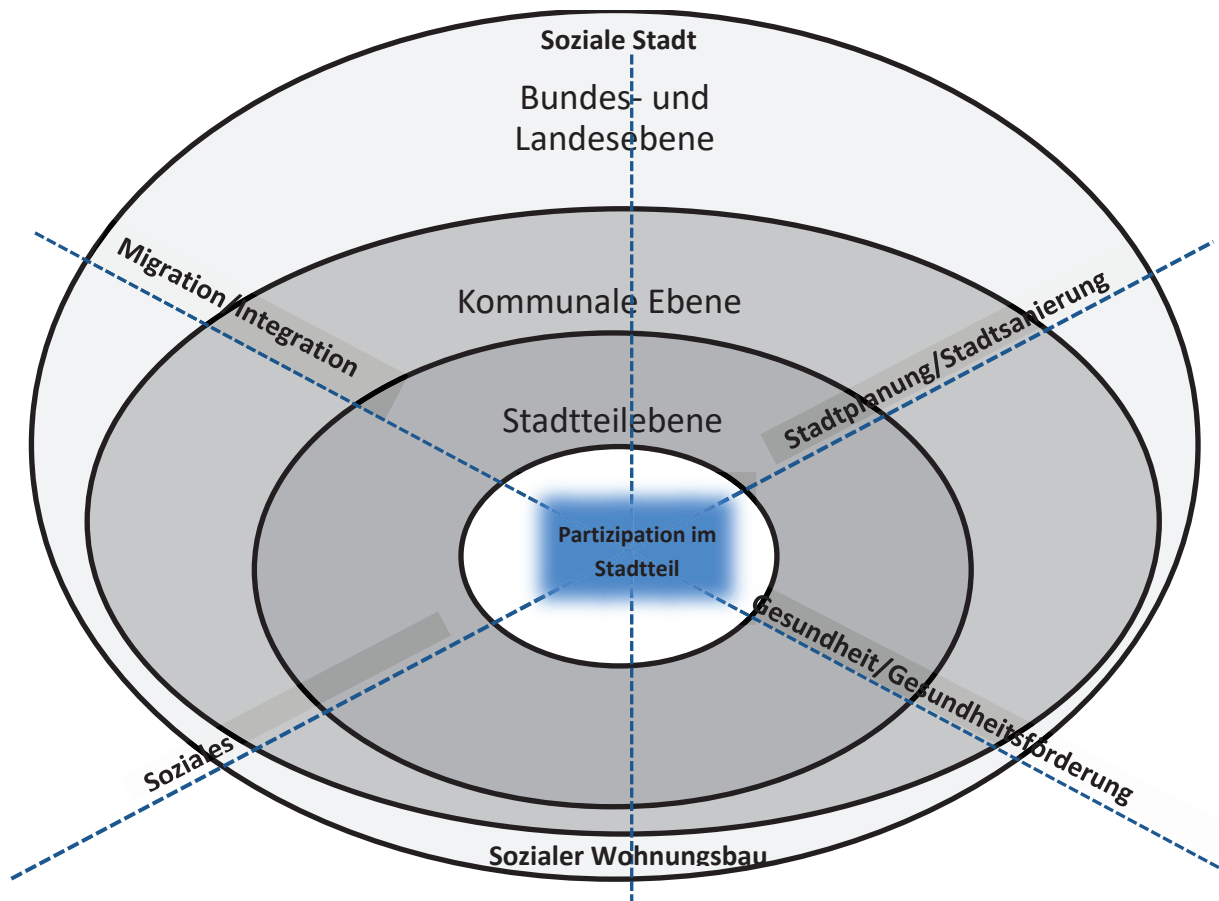 Soziale Stadt
Bundes- und
Landesebene
Migration/Integration
Kommunale Ebene
Stadtplanung/Stadtsanierung
Stadtteilebene
Partizipation im
Stadtteil
Gesundheit/Gesundheitsförderung
Soziales
Sozialer Wohnungsbau